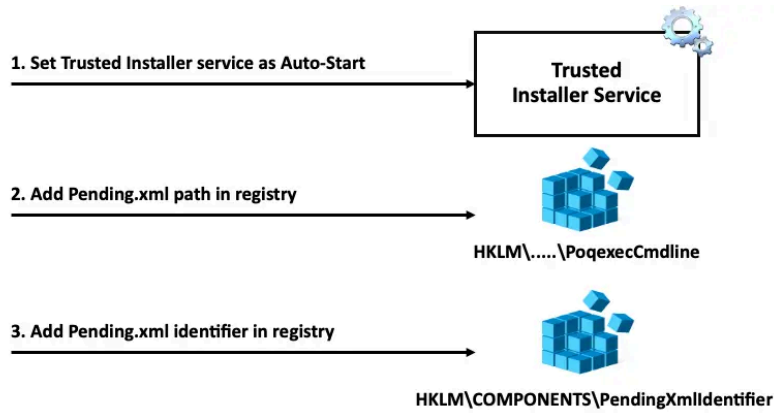 1. Set Trusted Installer service as Auto-Start
Trusted
Installer Service
2. Add Pending.xml path in registry
HKLM\.....\PoqexecCmdline
3. Add Pending.xml identifier in registry
HKLM\COMPONENTS\PendingXmlIdentifier